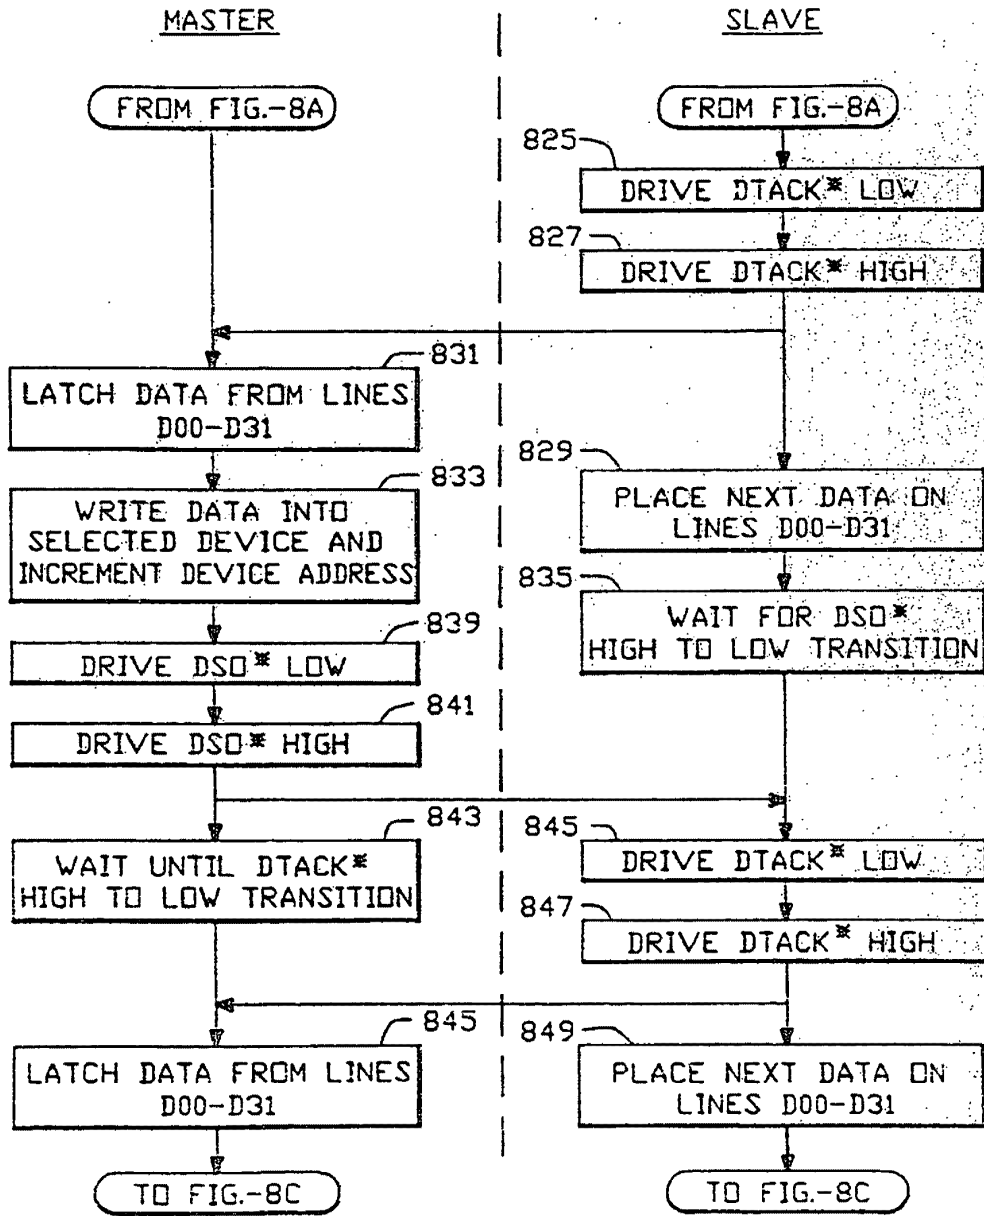 MASTER
SLAVE
FROM FIG.-8A
FROM FIG.-8A
825
DRIVE DTACK* LOW
827
DRIVE DTACK* HIGH
831
LATCH DATA FROM LINES
D00-D31
829
PLACE NEXT DATA ON
LINES D00-D31
833
WRITE DATA INTO
SELECTED DEVICE AND
INCREMENT DEVICE ADDRESS
835
WAIT FOR DSO*
HIGH TO LOW TRANSITION
839
DRIVE DSO* LOW
841
DRIVE DSO* HIGH
843
WAIT UNTIL DTACK*
HIGH TO LOW TRANSITION
845
DRIVE DTACK* LOW
847
DRIVE DTACK* HIGH
845
LATCH DATA FROM LINES
D00-D31
849
PLACE NEXT DATA ON
LINES D00-D31
TO FIG.-8C
TO FIG.-8C